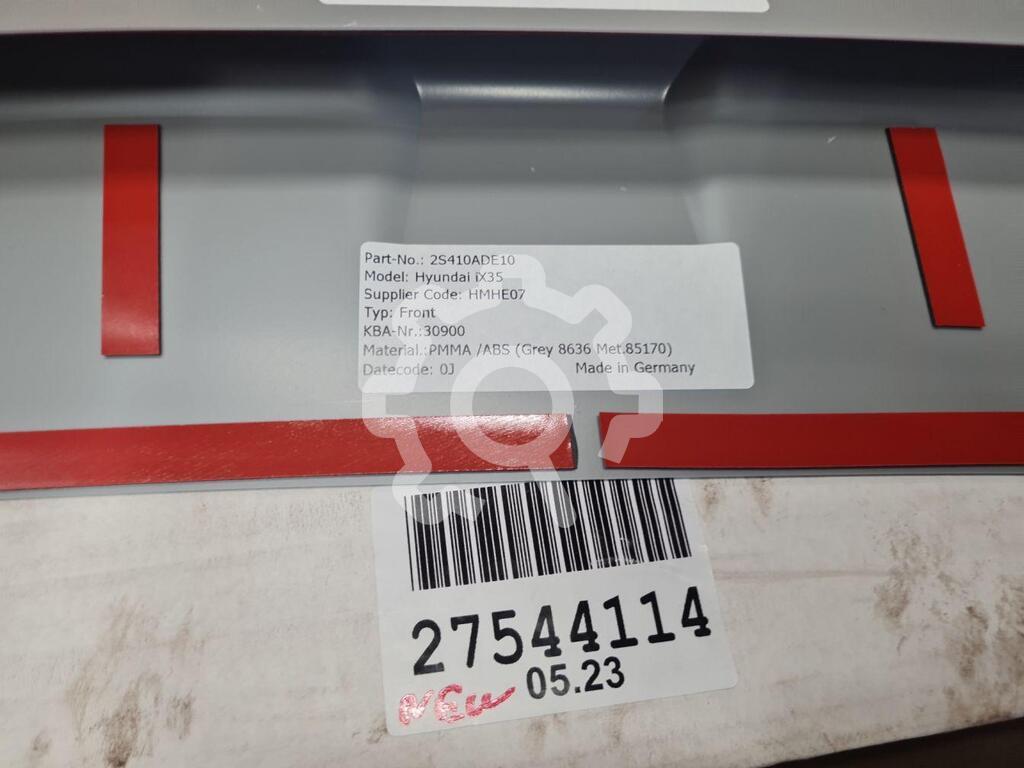 Part-No.: 2S410ADE10
Model: Hyundai iX35
Supplier Code: HMHE07
Typ: Front
KBA-Nr.:30900
Material.:PMMA /ABS (Grey 8636 Met.85170)
Datecode: 0J Made in Germany
27544114
NEW 05.23